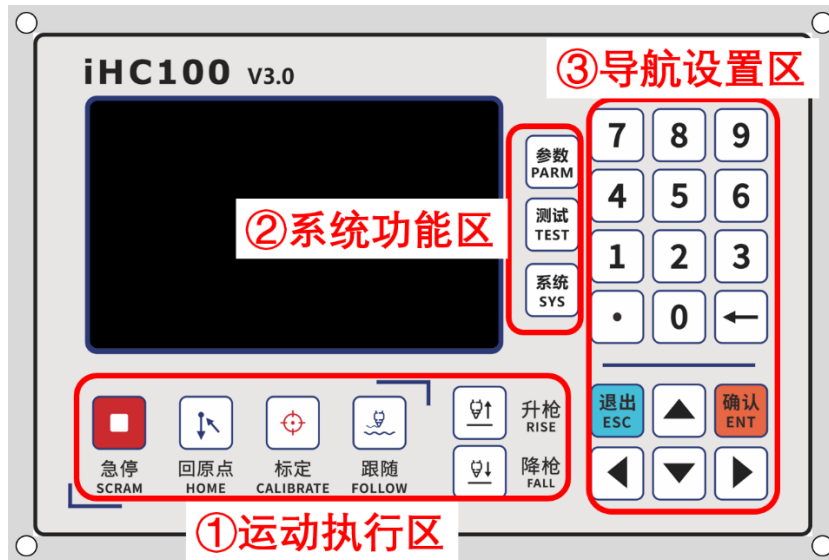 iHC100 V3.0
③导航设置区
7 8 9
参数
PARM
4 5 6
测试
TEST
②系统功能区
1 2 3
系统
SYS
· 0 ←
退出
ESC
确认
ENT
升枪
RISE
急停
SCRAM
回原点
HOME
标定
CALIBRATE
跟随
FOLLOW
降枪
FALL
①运动执行区